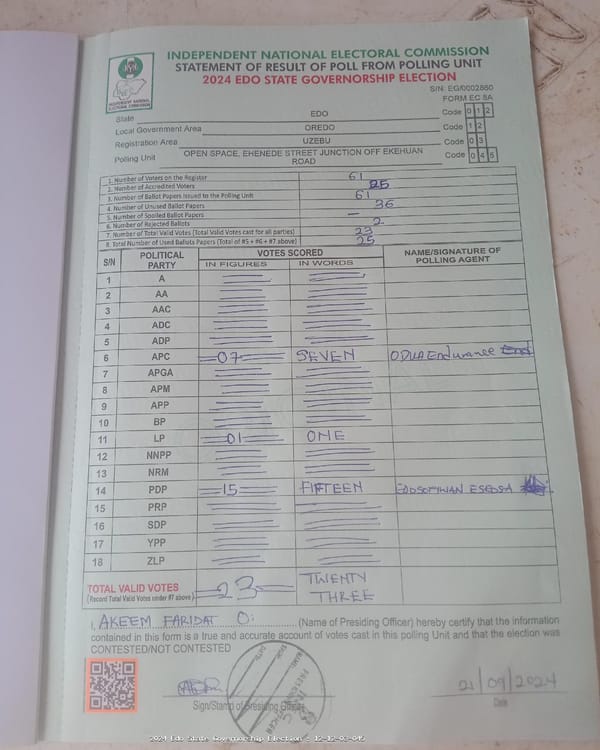 INDEPENDENT NATIONAL ELECTORAL COMMISSION
STATEMENT OF RESULT OF POLL FROM POLLING UNIT
2024 EDO STATE GOVERNORSHIP ELECTION
INDEPENDENT NATIONAL ELECTORAL COMMISSION
S/N: EG/0002860
FORM EC 8A
State EDO Code 0 1 2
Local Government Area OREDO Code 1 2
Registration Area UZEBU Code 0 3
Polling Unit OPEN SPACE, EHENEDE STREET JUNCTION OFF EKEHUAN ROAD Code 0 4 5
1. Number of Voters on the Register 61
2. Number of Accredited Voters 25
3. Number of Ballot Papers Issued to the Polling Unit 61
4. Number of Unused Ballot Papers 36
5. Number of Spoiled Ballot Papers –
6. Number of Rejected Ballots 2
7. Number of Total Valid Votes (Total Valid Votes cast for all parties) 23
8. Total Number of Used Ballots Papers (Total of #5 + #6 + #7 above) 25
S/N POLITICAL PARTY VOTES SCORED NAME/SIGNATURE OF POLLING AGENT
IN FIGURES IN WORDS
1 A
2 AA
3 AAC
4 ADC
5 ADP
6 APC 07 SEVEN ODUA Endurance
7 APGA
8 APM
9 APP
10 BP
11 LP 01 ONE
12 NNPP
13 NRM
14 PDP 15 FIFTEEN
15 PRP
16 SDP
17 YPP
18 ZLP
TOTAL VALID VOTES 23 TWENTY THREE
(Record Total Valid Votes under #7 above)
I, AKEEM FARIDAT O. (Name of Presiding Officer) hereby certify that the information
contained in this form is a true and accurate account of votes cast in this polling Unit and that the election was
CONTESTED/NOT CONTESTED
21/09/2024
Sign/Stamp of Presiding Officer Date
2024 Edo State Governorship Election - 12-12-03-045